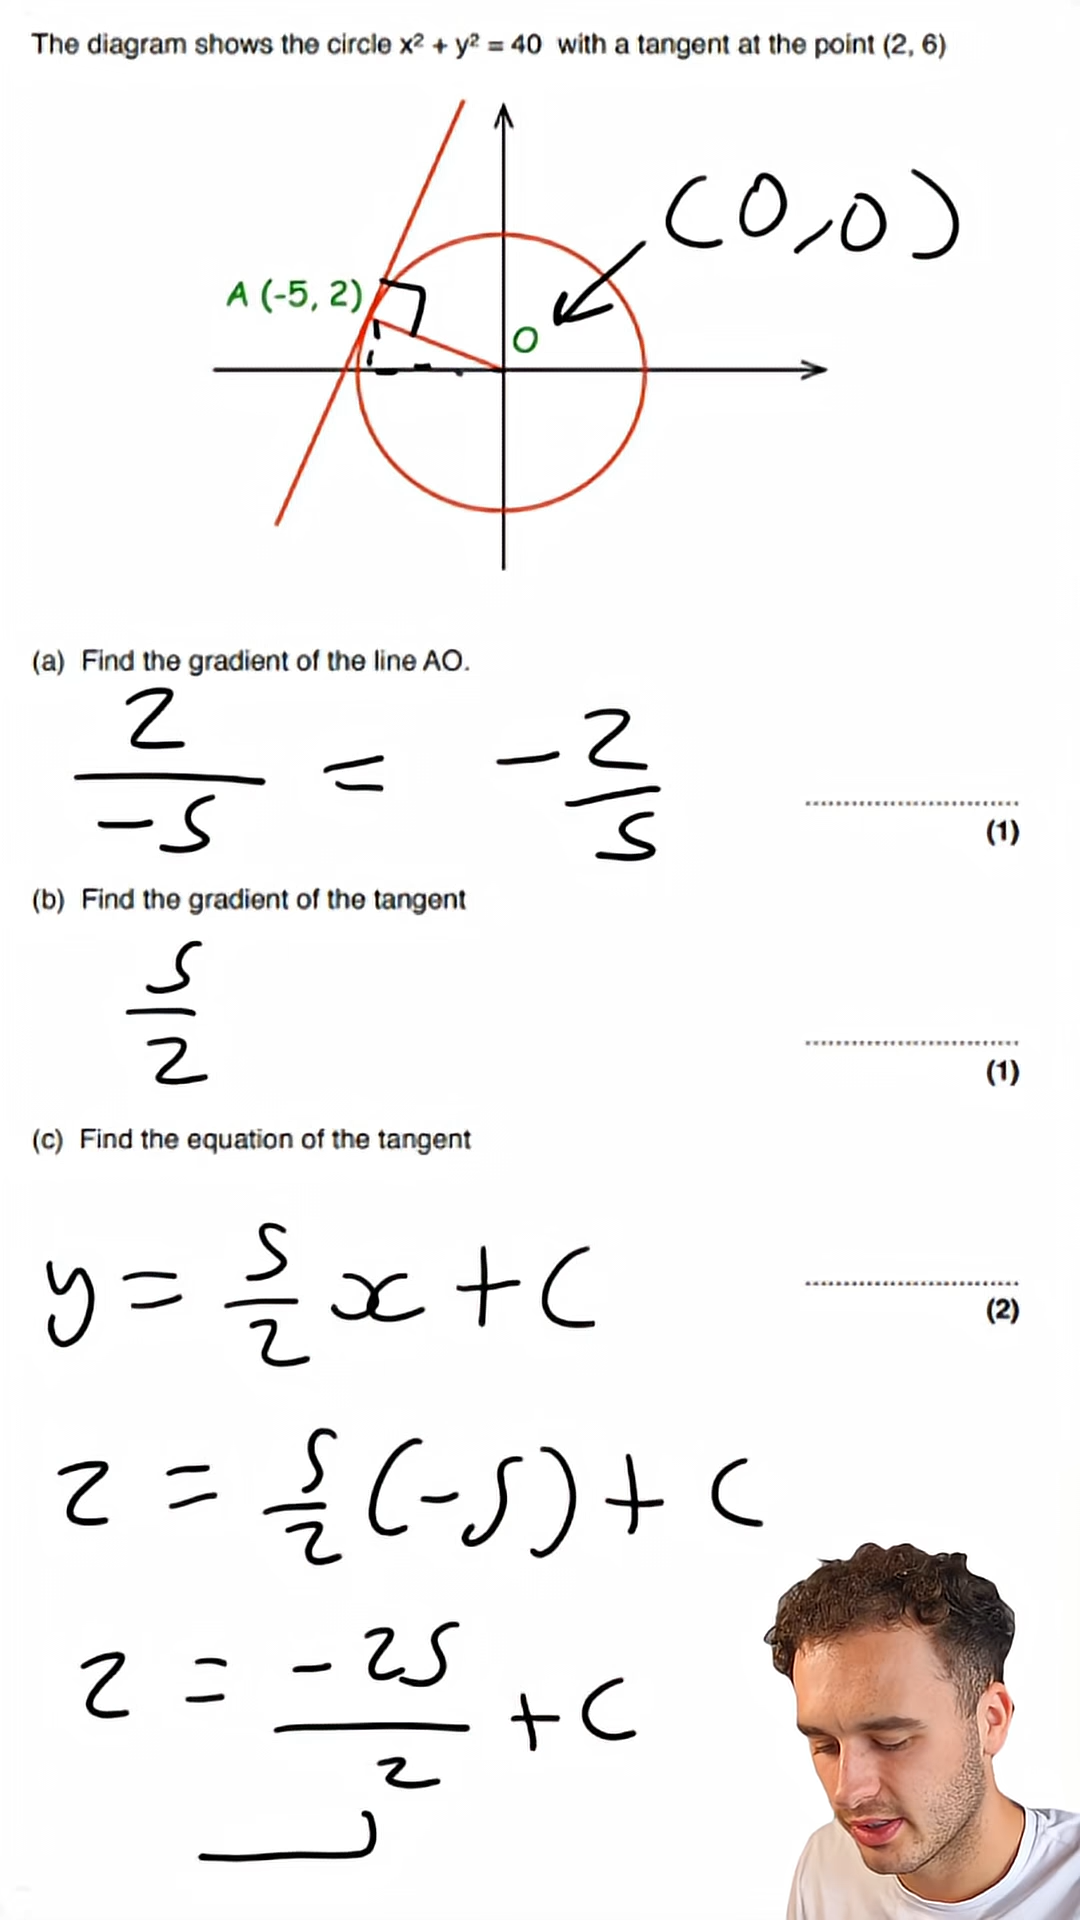 The diagram shows the circle x² + y² = 40 with a tangent at the point (2, 6)
(0,0)
A (-5, 2)
O
(a) Find the gradient of the line AO.
2/-5 = -2/5
(1)
(b) Find the gradient of the tangent
5/2
(1)
(c) Find the equation of the tangent
y = 5/2 x + c
(2)
2 = 5/2 (-5) + c
2 = -25/2 + c